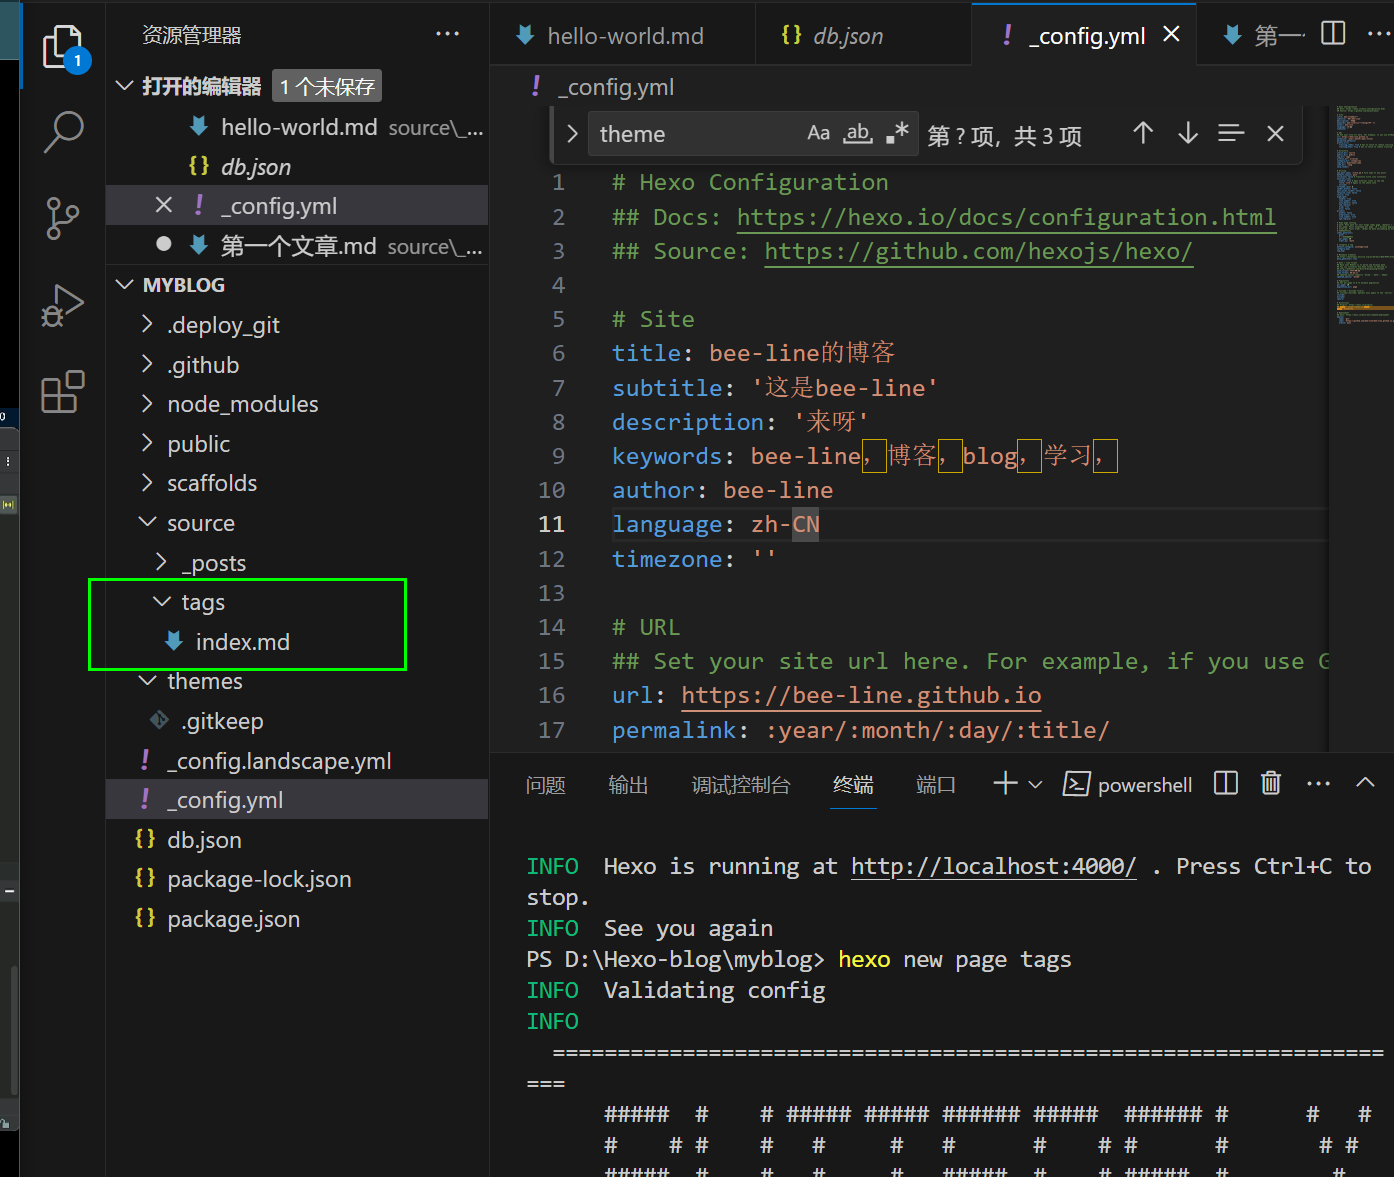 资源管理器
打开的编辑器 1 个未保存
hello-world.md source\_...
db.json
_config.yml
第一个文章.md source\_...
MYBLOG
.deploy_git
.github
node_modules
public
scaffolds
source
_posts
tags
index.md
themes
.gitkeep
_config.landscape.yml
_config.yml
db.json
package-lock.json
package.json
1
hello-world.md db.json _config.yml 第一
_config.yml
theme Aa ab .* 第 ? 项，共 3 项
1 # Hexo Configuration
2 ## Docs: https://hexo.io/docs/configuration.html
3 ## Source: https://github.com/hexojs/hexo/
4
5 # Site
6 title: bee-line的博客
7 subtitle: '这是bee-line'
8 description: '来呀'
9 keywords: bee-line，博客，blog，学习，
10 author: bee-line
11 language: zh-CN
12 timezone: ''
13
14 # URL
15 ## Set your site url here. For example, if you use G
16 url: https://bee-line.github.io
17 permalink: :year/:month/:day/:title/
问题 输出 调试控制台 终端 端口 powershell
INFO Hexo is running at http://localhost:4000/ . Press Ctrl+C to
stop.
INFO See you again
PS D:\Hexo-blog\myblog> hexo new page tags
INFO Validating config
INFO